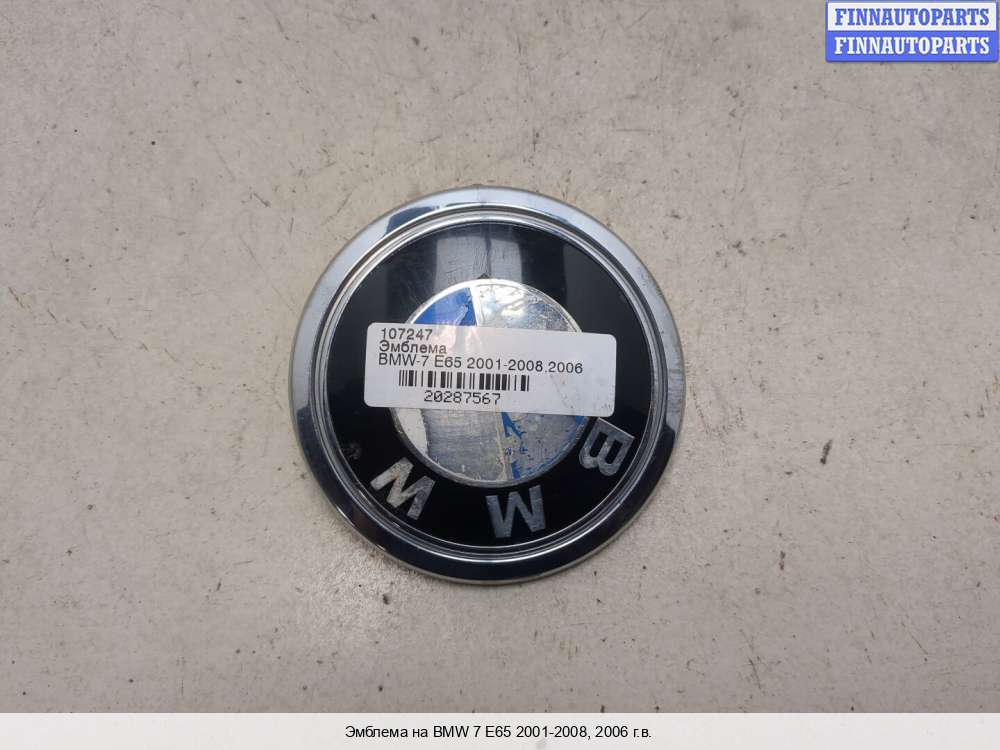 FINNAUTOPARTS
FINNAUTOPARTS
107247
Эмблема
BMW-7 E65 2001-2008,2006
20287567
B M W
Эмблема на BMW 7 E65 2001-2008, 2006 г.в.